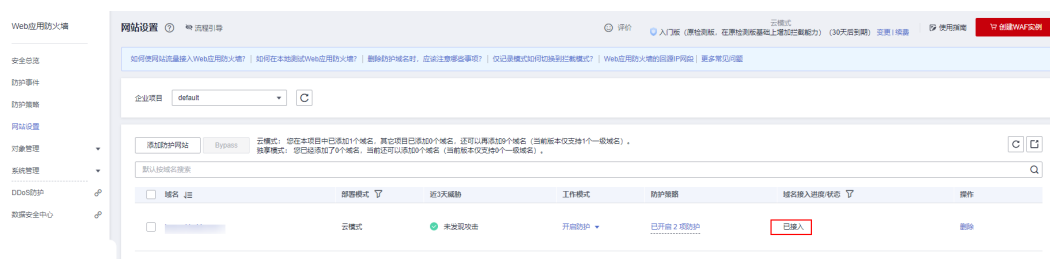 Web应用防火墙
网站设置 流程引导
评价
云模式
入门版（原检测版，在原检测版基础上增加拦截能力）（30天后到期） 变更|续费
使用指南
创建WAF实例
安全总览
防护事件
防护策略
网站设置
对象管理
系统管理
DDoS防护
数据安全中心
如何使网站流量接入Web应用防火墙？ | 如何在本地测试Web应用防火墙？ | 删除防护域名时，应该注意哪些事项？ | 仅记录模式如何切换到拦截模式？ | Web应用防火墙的回源IP网段 | 更多常见问题
企业项目 default
添加防护网站 Bypass
云模式： 您在本项目中已添加1个域名，其它项目已添加0个域名，还可以再添加9个域名（当前版本仅支持1个一级域名）。
独享模式： 您已经添加了0个域名，当前还可以添加0个域名（当前版本仅支持0个一级域名）。
默认按域名搜索
域名 部署模式 近3天威胁 工作模式 防护策略 域名接入进度/状态 操作
云模式 未发现攻击 开启防护 已开启 2 项防护 已接入 删除